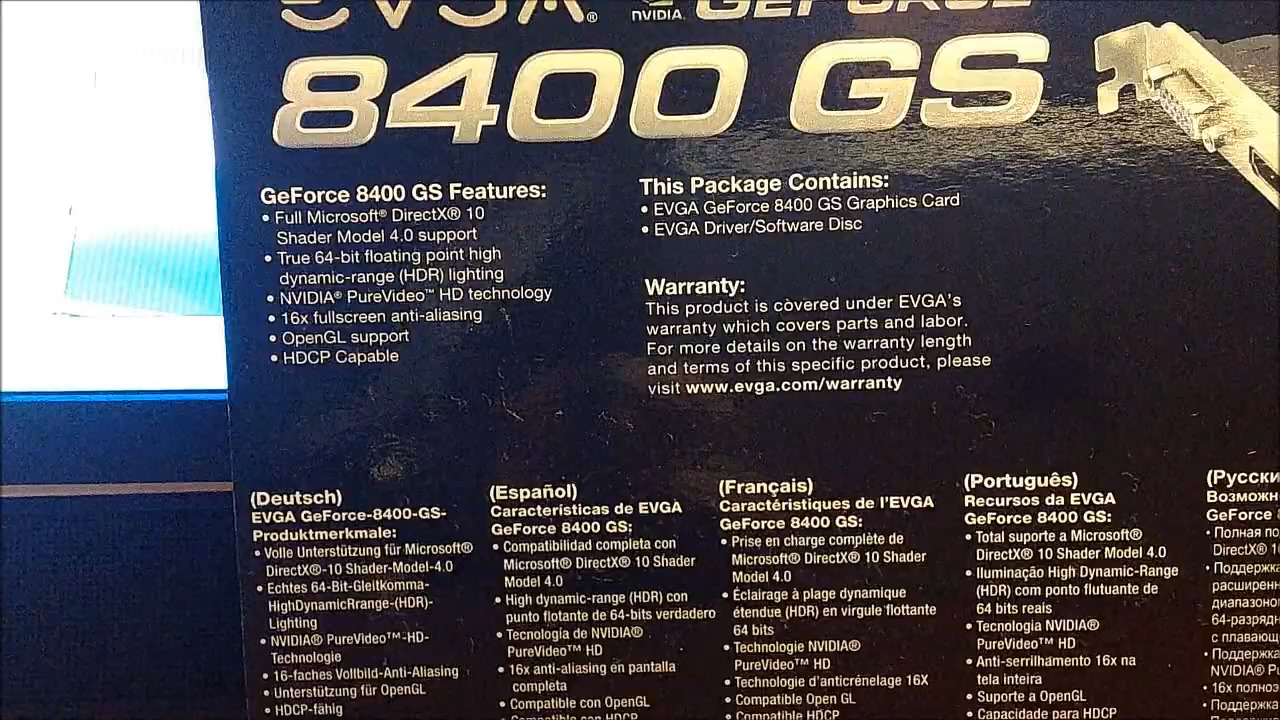 EVGA® NVIDIA GEFORCE
8400 GS
GeForce 8400 GS Features:
• Full Microsoft® DirectX® 10
Shader Model 4.0 support
• True 64-bit floating point high
dynamic-range (HDR) lighting
• NVIDIA® PureVideo™ HD technology
• 16x fullscreen anti-aliasing
• OpenGL support
• HDCP Capable
This Package Contains:
• EVGA GeForce 8400 GS Graphics Card
• EVGA Driver/Software Disc
Warranty:
This product is covered under EVGA's
warranty which covers parts and labor.
For more details on the warranty length
and terms of this specific product, please
visit www.evga.com/warranty
(Deutsch)
EVGA GeForce-8400-GS-
Produktmerkmale:
• Volle Unterstützung für Microsoft®
DirectX®-10 Shader-Model-4.0
• Echtes 64-Bit-Gleitkomma-
HighDynamicRrange-(HDR)-
Lighting
• NVIDIA® PureVideo™-HD-
Technologie
• 16-faches Vollbild-Anti-Aliasing
• Unterstützung für OpenGL
• HDCP-fähig
(Español)
Características de EVGA
GeForce 8400 GS:
• Compatibilidad completa con
Microsoft® DirectX® 10 Shader
Model 4.0
• High dynamic-range (HDR) con
punto flotante de 64-bits verdadero
• Tecnologia de NVIDIA®
PureVideo™ HD
• 16x anti-aliasing en pantalla
completa
• Compatible con OpenGL
• Compatible con HDCP
(Français)
Caractéristiques de l'EVGA
GeForce 8400 GS:
• Prise en charge complète de
Microsoft® DirectX® 10 Shader
Model 4.0
• Éclairage à plage dynamique
étendue (HDR) en virgule flottante
64 bits
• Technologie NVIDIA®
PureVideo™ HD
• Technologie d'anticrénelage 16X
• Compatible Open GL
• Compatible HDCP
(Português)
Recursos da EVGA
GeForce 8400 GS:
• Total suporte a Microsoft®
DirectX® 10 Shader Model 4.0
• Iluminação High Dynamic-Range
(HDR) com ponto flutuante de
64 bits reais
• Tecnologia NVIDIA®
PureVideo™ HD
• Anti-serrilhamento 16x na
tela inteira
• Suporte a OpenGL
• Capacidade para HDCP
(Русски
Возможн
GeForce
• Полная по
DirectX® 1
• Поддержка
расширенн
диапазоно
64-разрядн
с плавающ
• Поддержка
NVIDIA® P
• 16x полноэ
• Поддержка